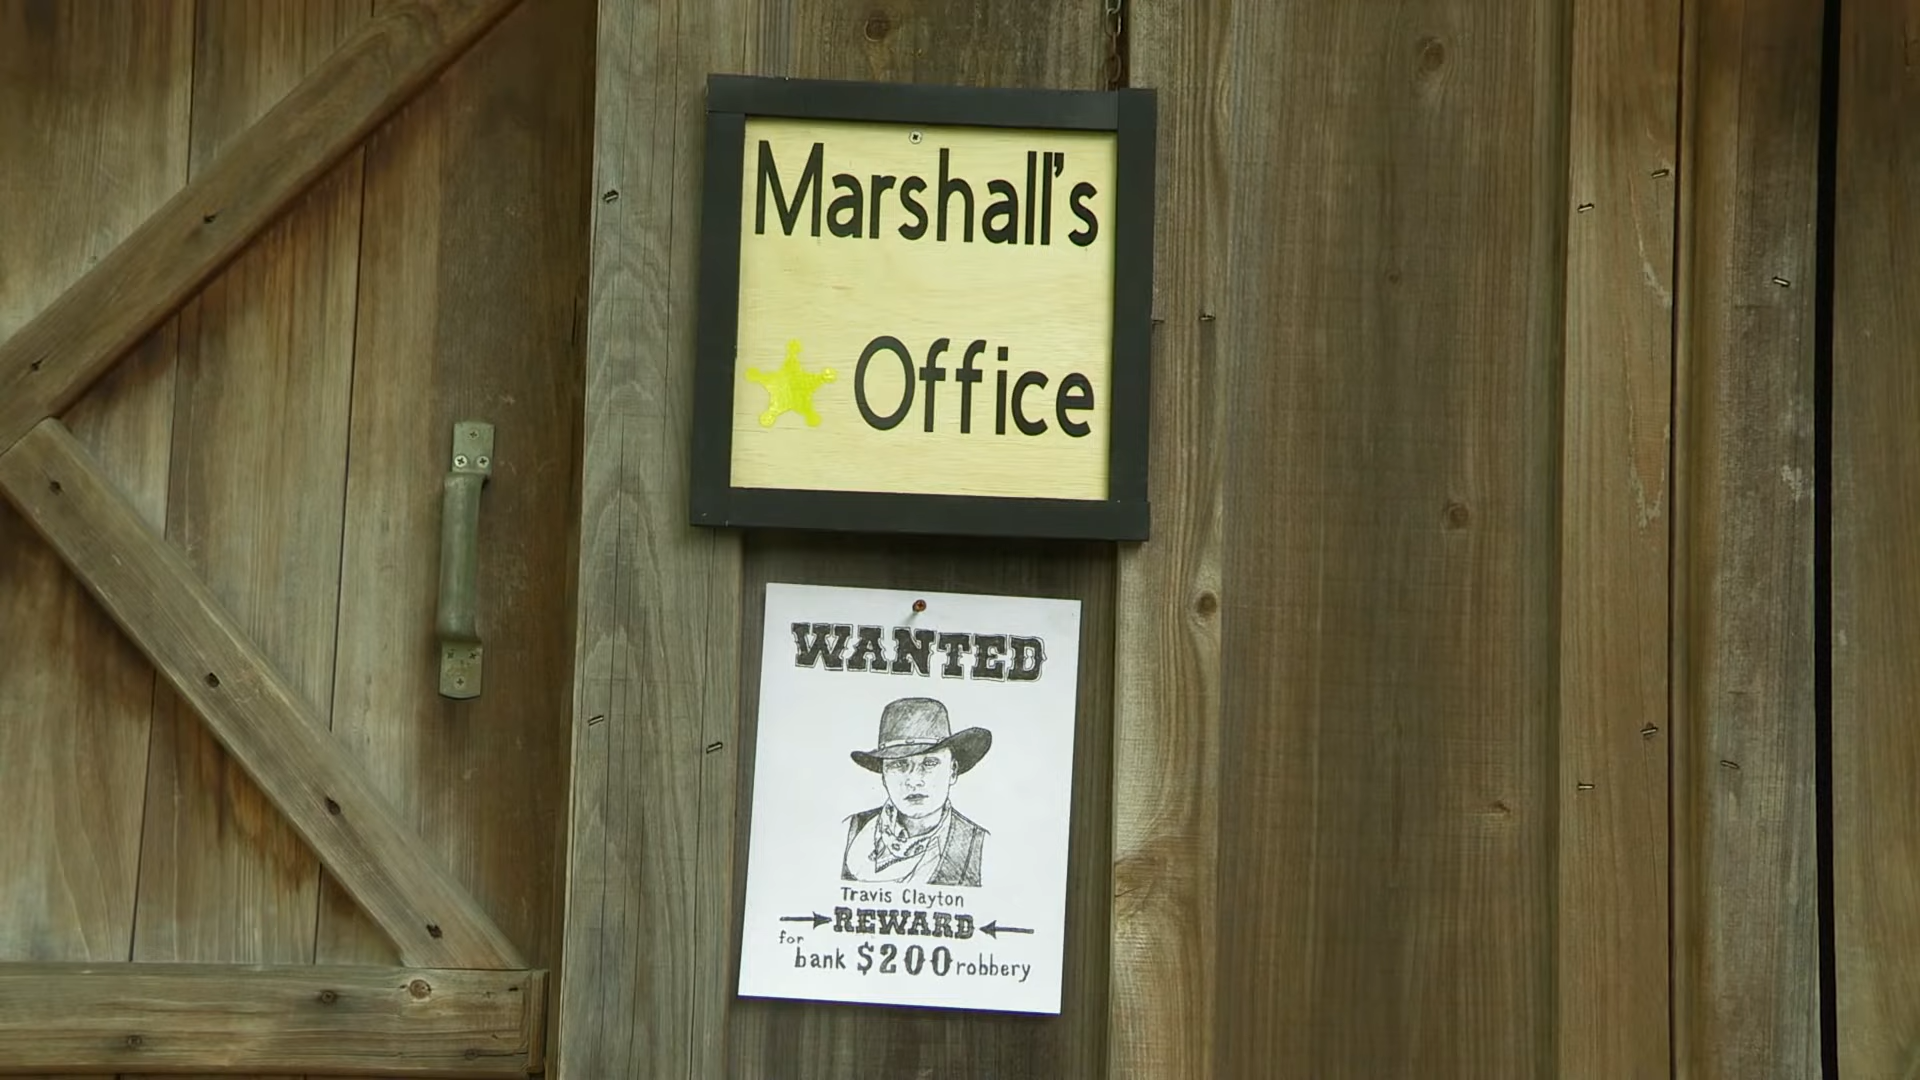 Marshall's
Office
WANTED
Travis Clayton
REWARD
for
bank $200 robbery